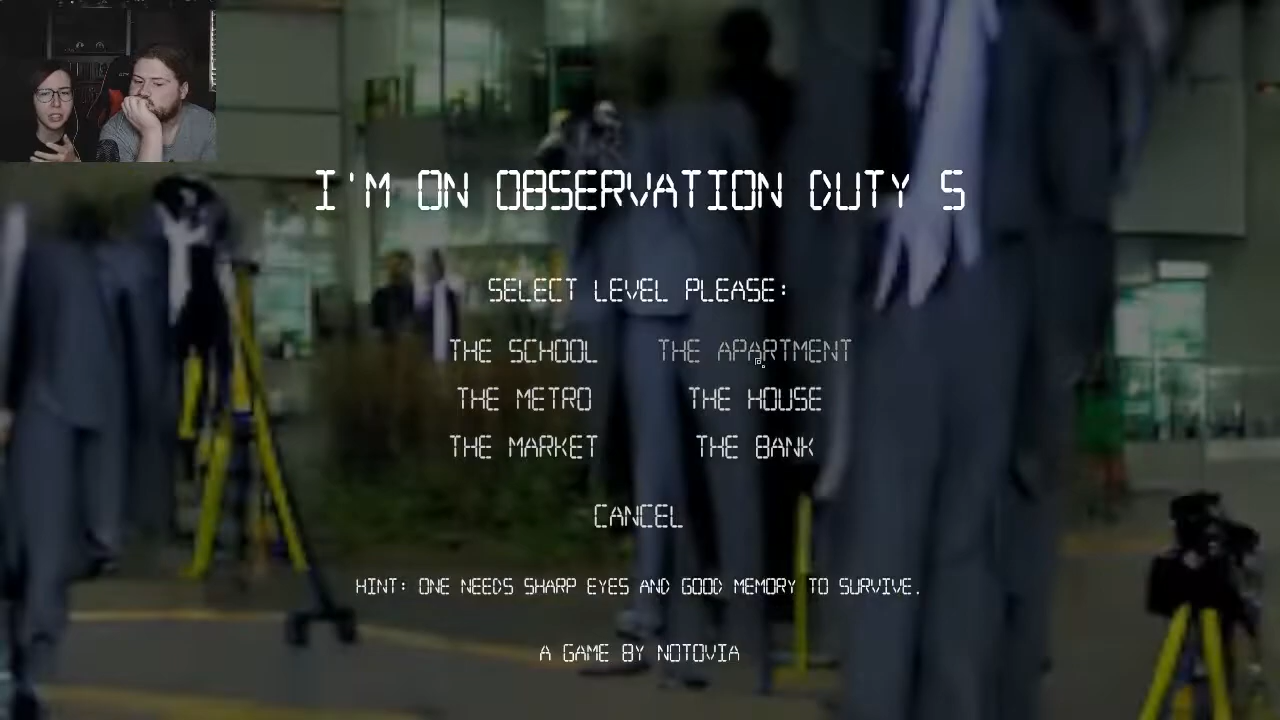 I'M ON OBSERVATION DUTY 5
SELECT LEVEL PLEASE:
THE SCHOOL THE APARTMENT
THE METRO THE HOUSE
THE MARKET THE BANK
CANCEL
HINT: ONE NEEDS SHARP EYES AND GOOD MEMORY TO SURVIVE.
A GAME BY NOTOVIA